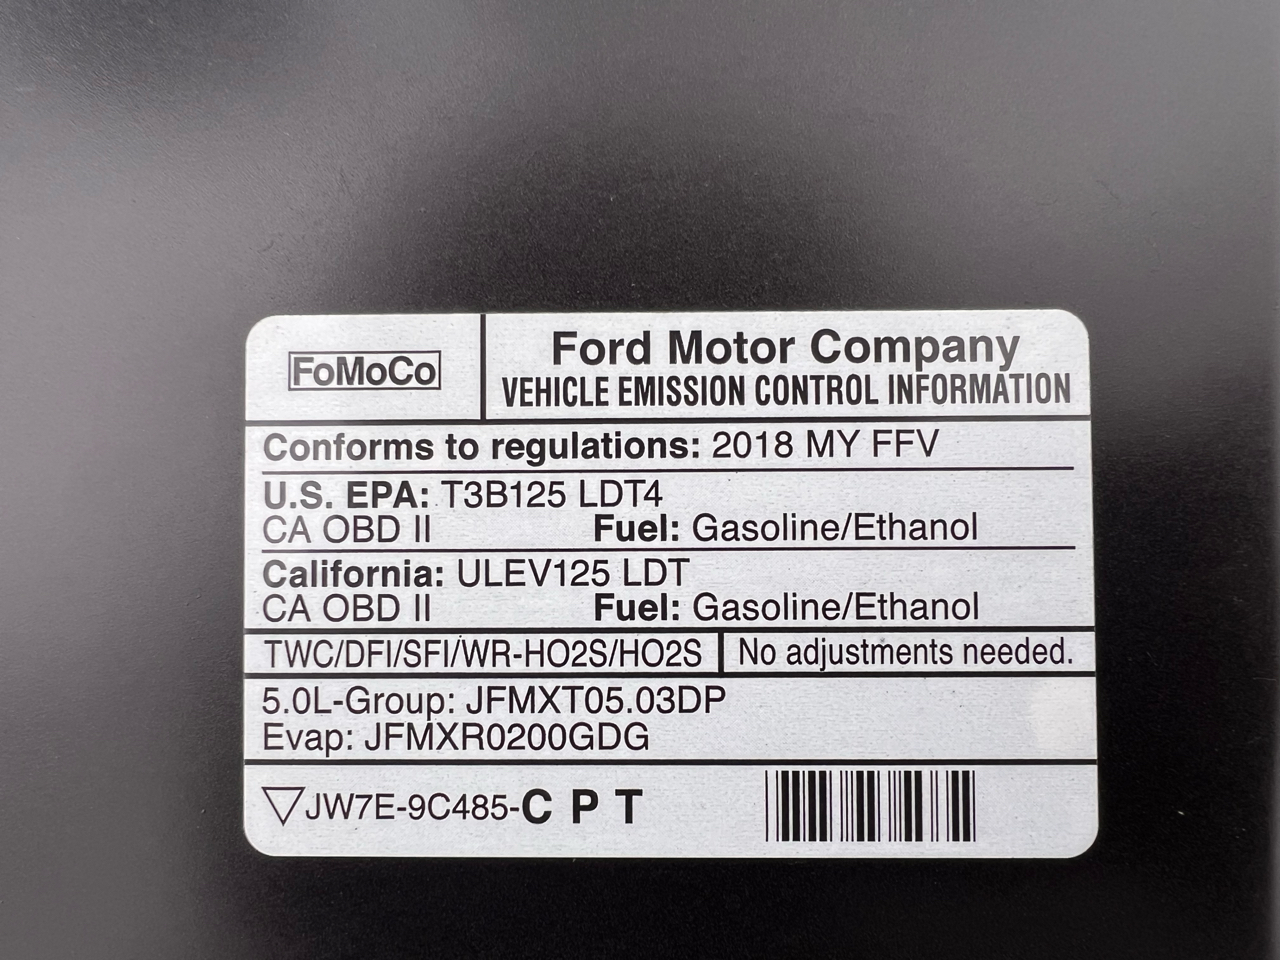 FoMoCo
Ford Motor Company
VEHICLE EMISSION CONTROL INFORMATION
Conforms to regulations: 2018 MY FFV
U.S. EPA: T3B125 LDT4
CA OBD II Fuel: Gasoline/Ethanol
California: ULEV125 LDT
CA OBD II Fuel: Gasoline/Ethanol
TWC/DFI/SFI/WR-HO2S/HO2S No adjustments needed.
5.0L-Group: JFMXT05.03DP
Evap: JFMXR0200GDG
▽JW7E-9C485-C P T